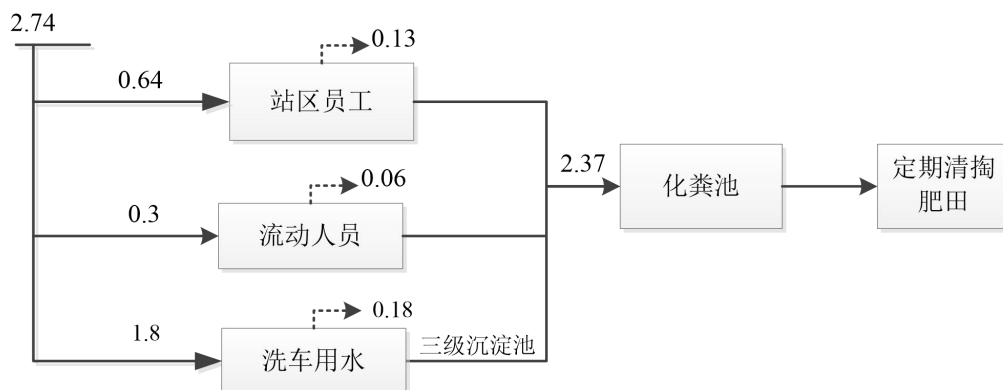 2.74
0.13
0.64
站区员工
0.06
2.37
化粪池
定期清掏
肥田
0.3
流动人员
0.18
1.8
三级沉淀池
洗车用水